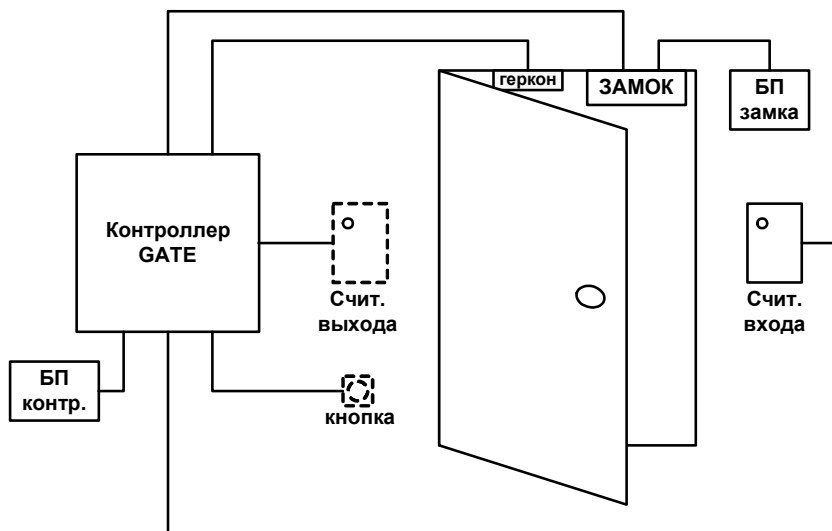 геркон
ЗАМОК
БП
замка
Контроллер
GATE
Счит.
выхода
Счит.
входа
БП
контр.
кнопка